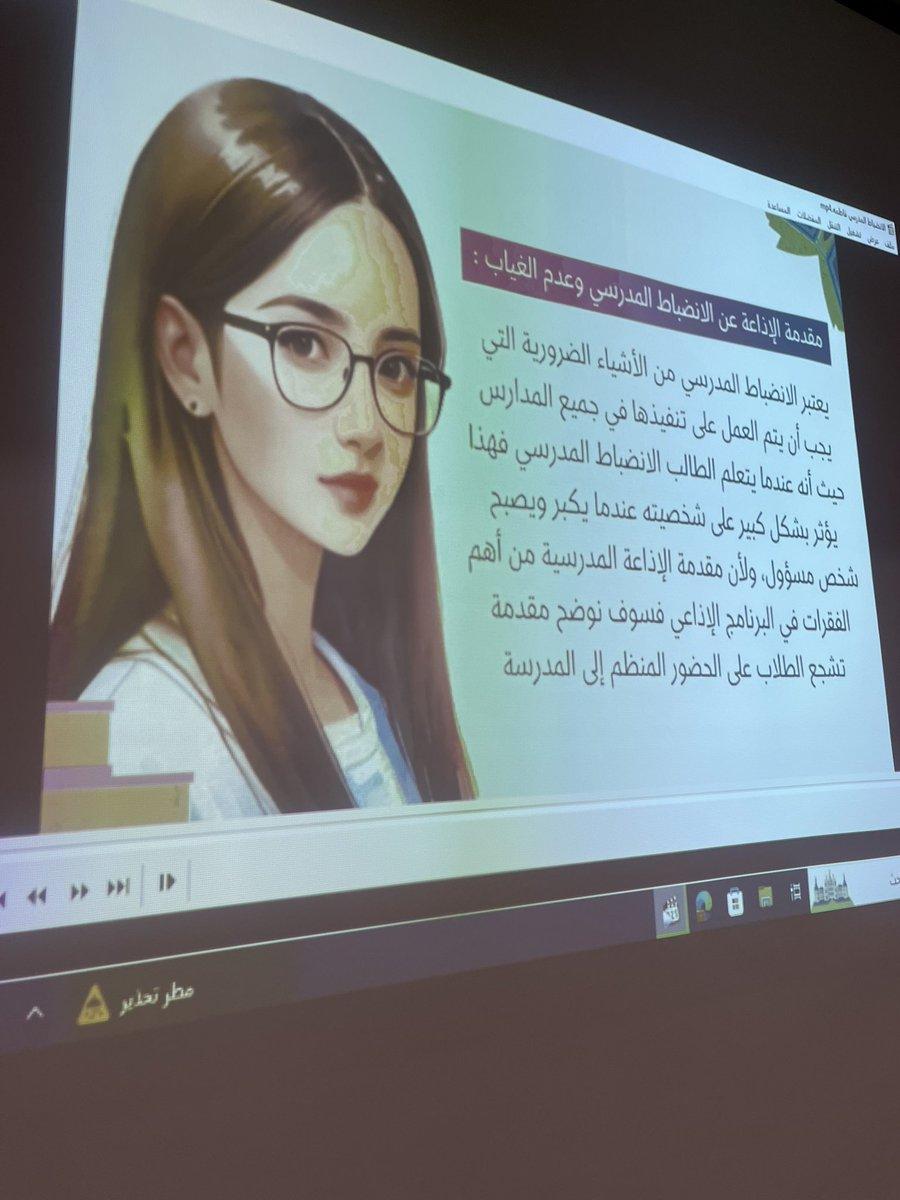 الانضباط المدرسي فاطمه.mp4
ملف عرض تشغيل التنقل المفضلات المساعدة
مقدمة الإذاعة عن الانضباط المدرسي وعدم الغياب :
يعتبر الانضباط المدرسي من الأشياء الضرورية التي
يجب أن يتم العمل على تنفيذها في جميع المدارس
حيث أنه عندما يتعلم الطالب الانضباط المدرسي فهذا
يؤثر بشكل كبير على شخصيته عندما يكبر ويصبح
شخص مسؤول، ولأن مقدمة الإذاعة المدرسية من أهم
الفقرات في البرنامج الإذاعي فسوف نوضح مقدمة
تشجع الطلاب على الحضور المنظم إلى المدرسة
مطر تحذير